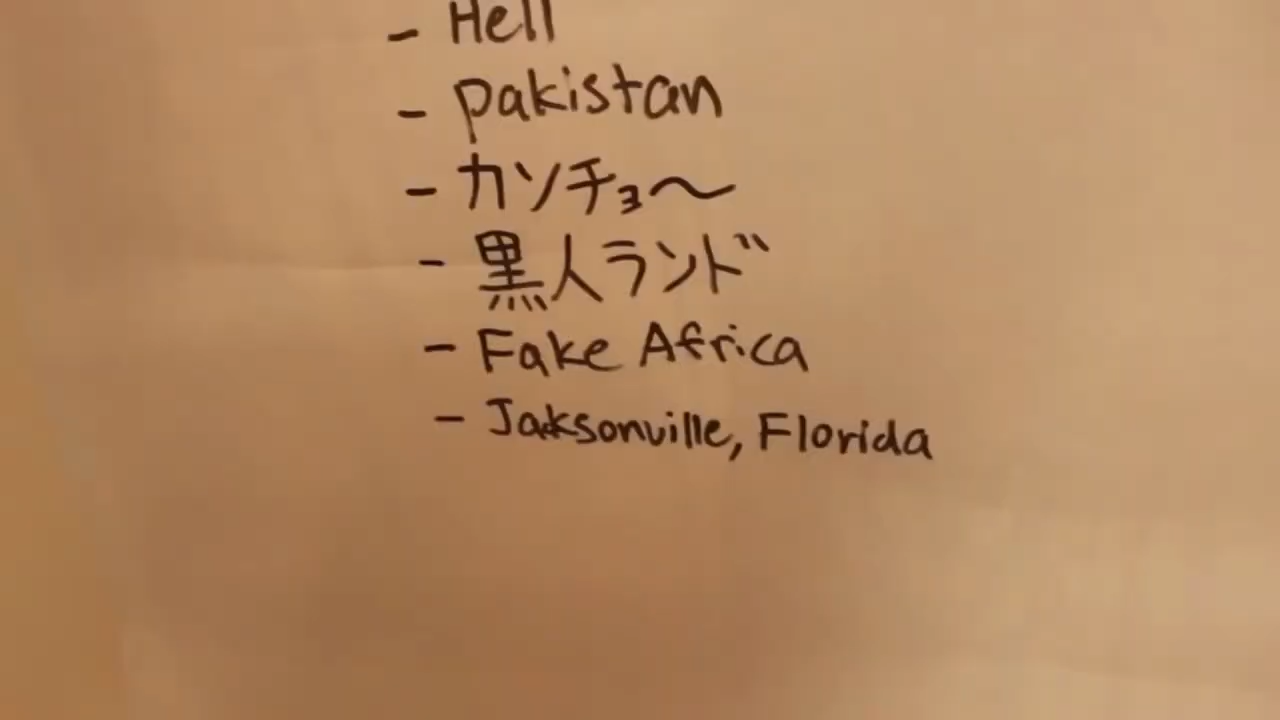 - Hell
- Pakistan
- カンチョ〜
- 黒人ランド
- Fake Africa
- Jaksonville, Florida